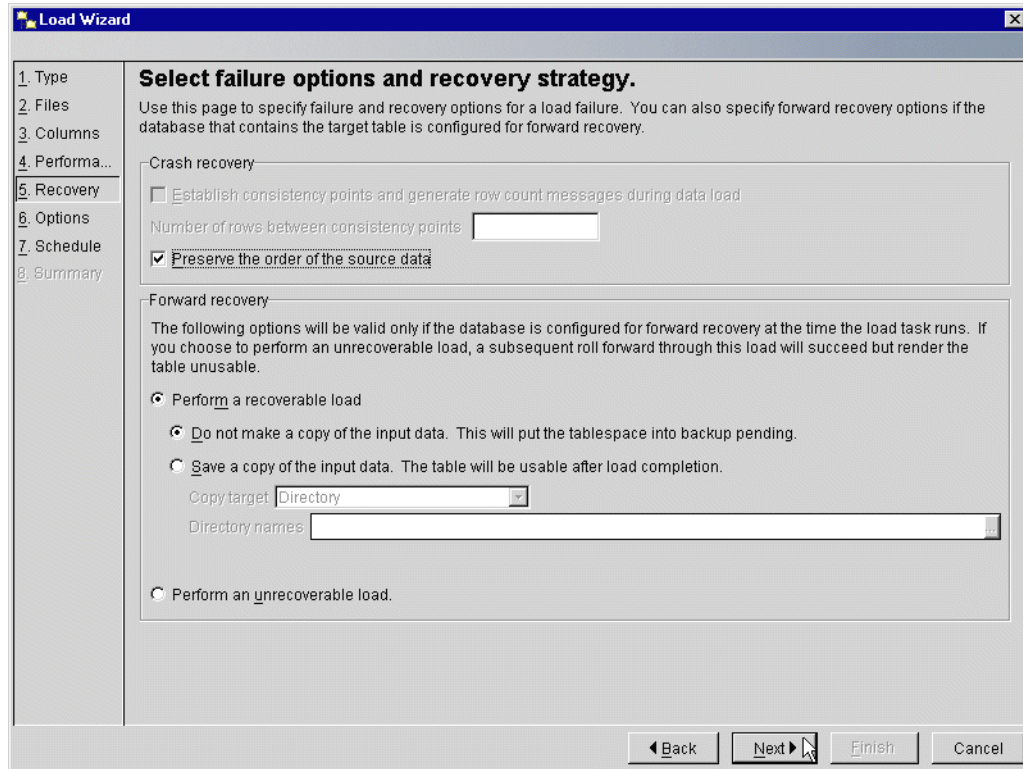 Load Wizard
1. Type
2. Files
3. Columns
4. Performa...
5. Recovery
6. Options
7. Schedule
8. Summary
Select failure options and recovery strategy.
Use this page to specify failure and recovery options for a load failure. You can also specify forward recovery options if the
database that contains the target table is configured for forward recovery.
Crash recovery
Establish consistency points and generate row count messages during data load
Number of rows between consistency points
Preserve the order of the source data
Forward recovery
The following options will be valid only if the database is configured for forward recovery at the time the load task runs. If
you choose to perform an unrecoverable load, a subsequent roll forward through this load will succeed but render the
table unusable.
Perform a recoverable load
Do not make a copy of the input data. This will put the tablespace into backup pending.
Save a copy of the input data. The table will be usable after load completion.
Copy target Directory
Directory names ...
Perform an unrecoverable load.
Back Next Finish Cancel